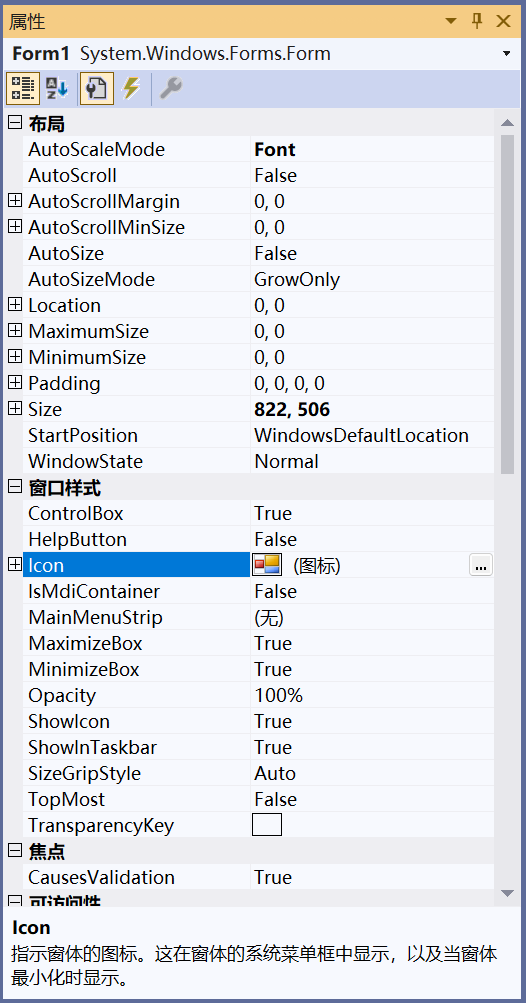 属性
Form1 System.Windows.Forms.Form
布局
AutoScaleMode Font
AutoScroll False
AutoScrollMargin 0, 0
AutoScrollMinSize 0, 0
AutoSize False
AutoSizeMode GrowOnly
Location 0, 0
MaximumSize 0, 0
MinimumSize 0, 0
Padding 0, 0, 0, 0
Size 822, 506
StartPosition WindowsDefaultLocation
WindowState Normal
窗口样式
ControlBox True
HelpButton False
Icon (图标) ...
IsMdiContainer False
MainMenuStrip (无)
MaximizeBox True
MinimizeBox True
Opacity 100%
ShowIcon True
ShowInTaskbar True
SizeGripStyle Auto
TopMost False
TransparencyKey
焦点
CausesValidation True
可访问性
Icon
指示窗体的图标。这在窗体的系统菜单框中显示，以及当窗体
最小化时显示。